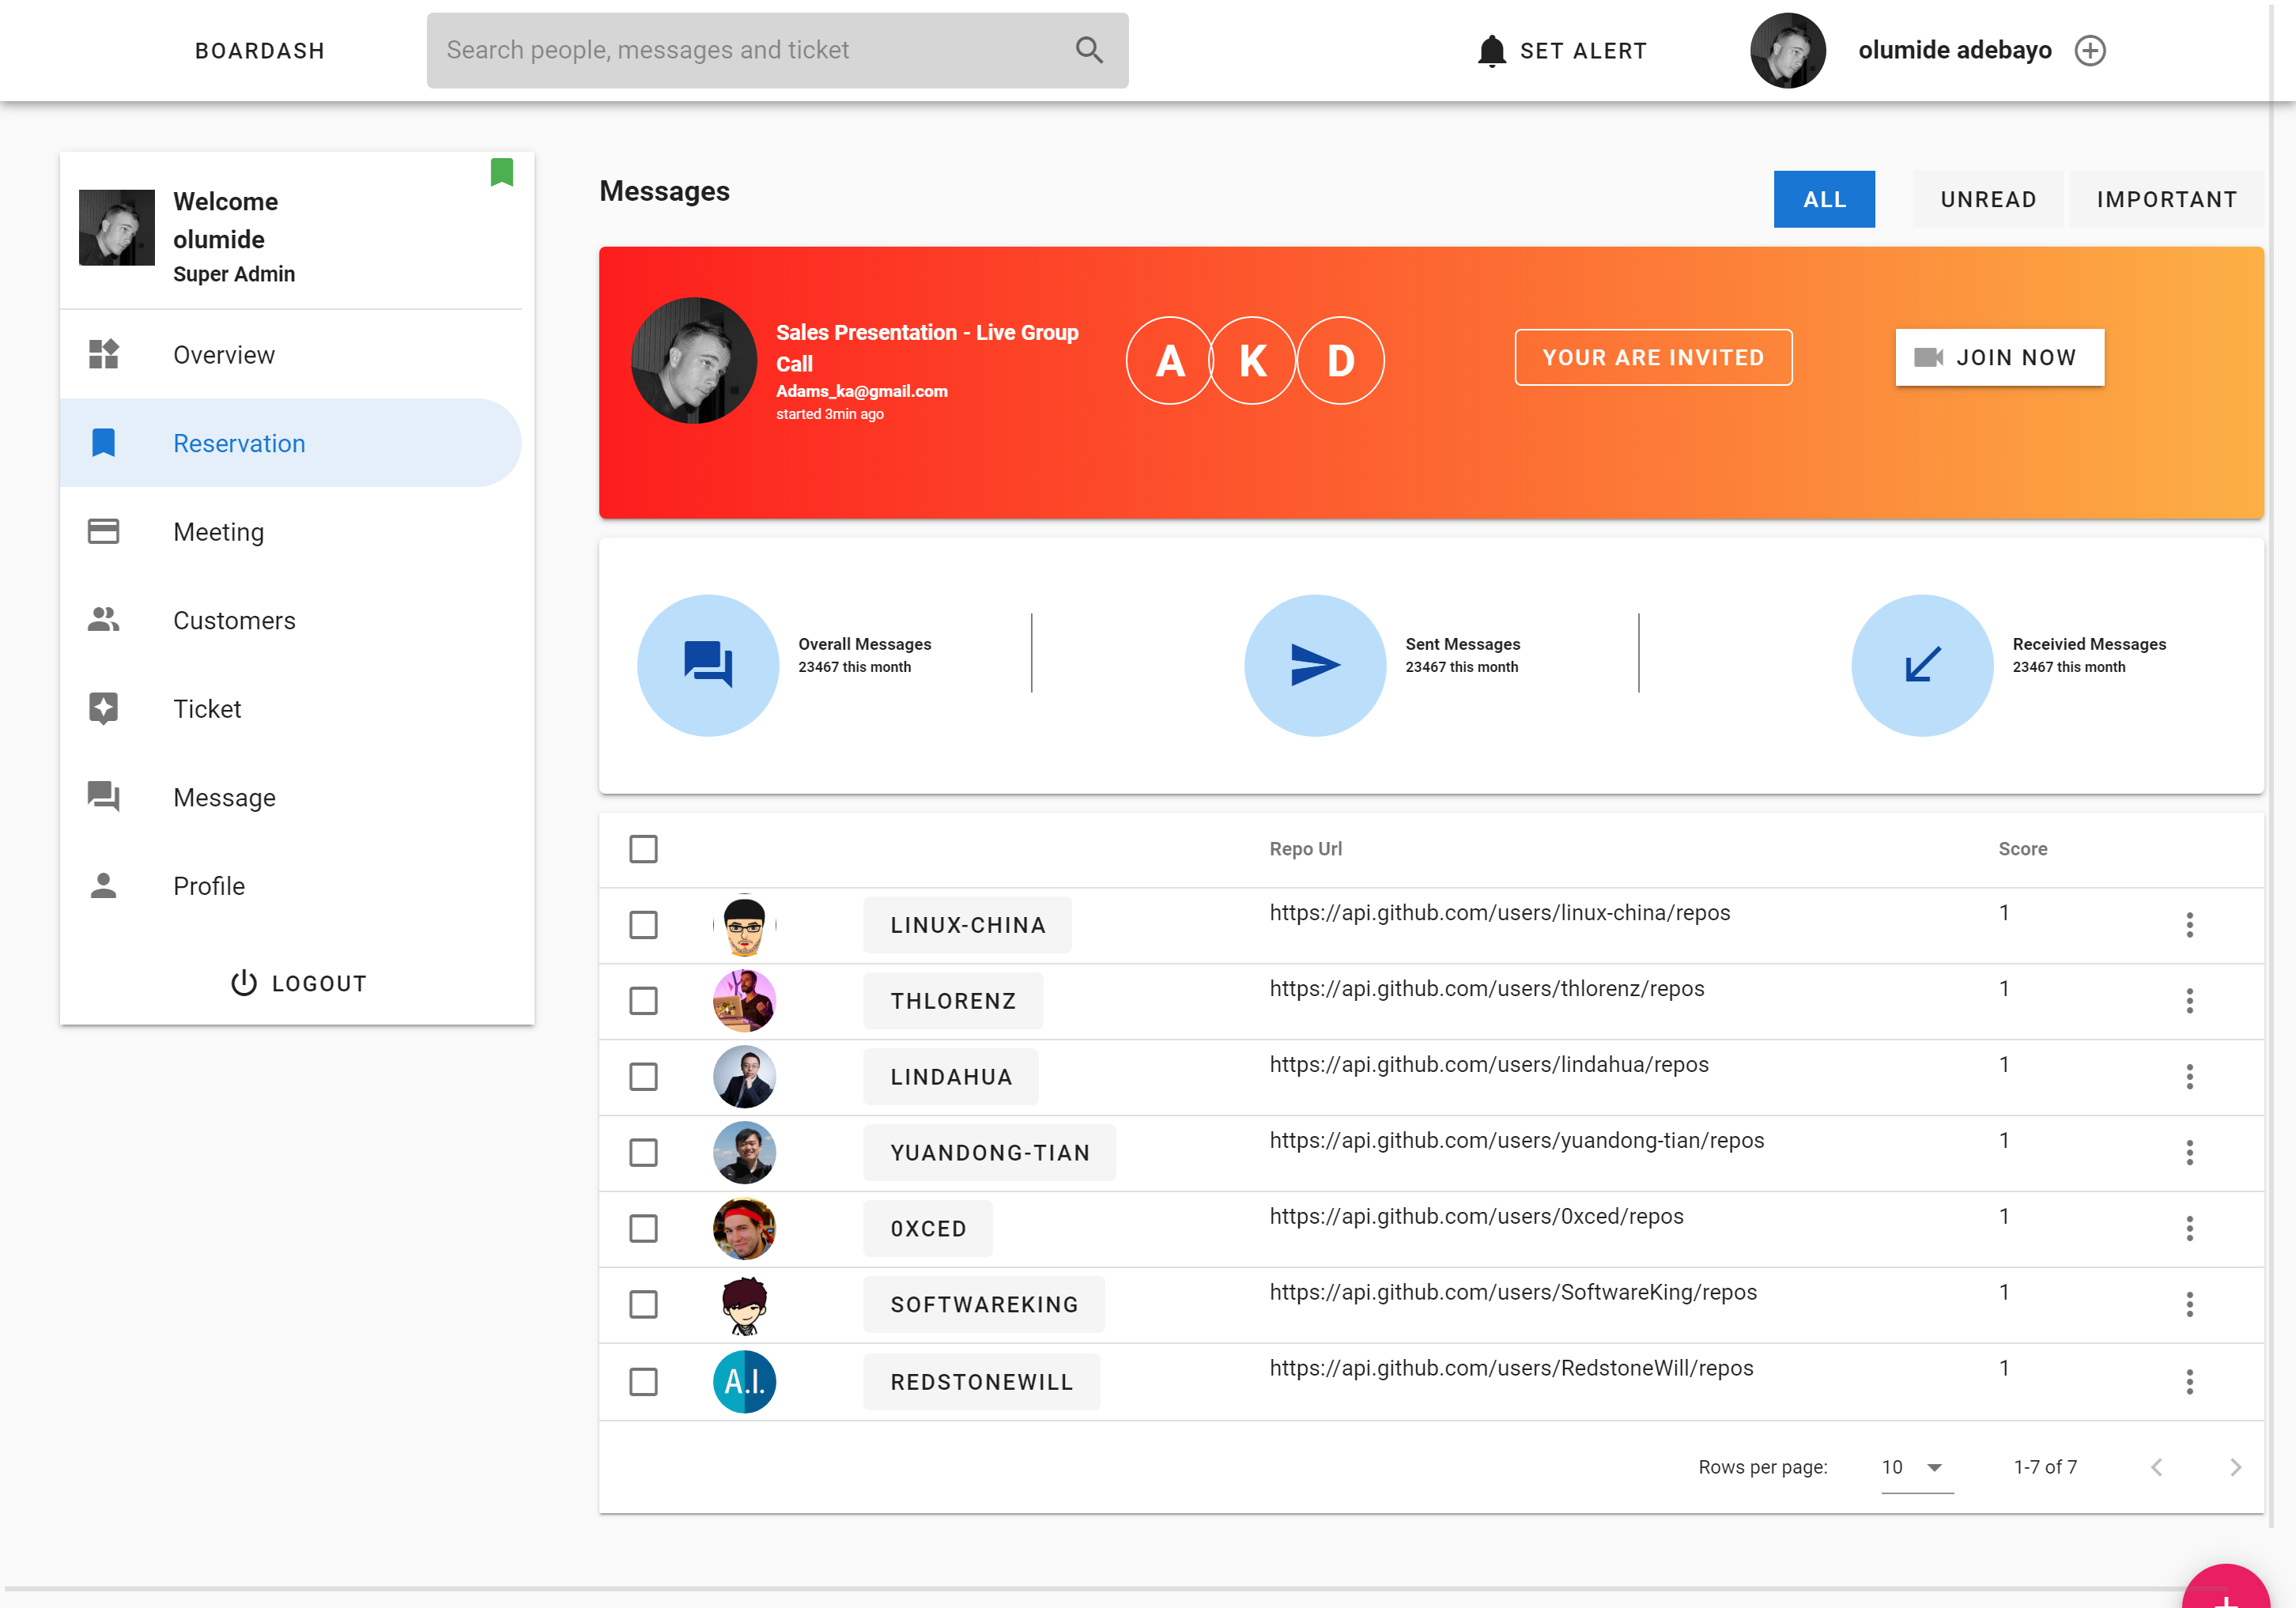 BOARDASH
Search people, messages and ticket
SET ALERT
olumide adebayo
Welcome
olumide
Super Admin
Overview
Reservation
Meeting
Customers
Ticket
Message
Profile
LOGOUT
Messages
ALL
UNREAD
IMPORTANT
Sales Presentation - Live Group
Call
Adams_ka@gmail.com
started 3min ago
A
K
D
YOUR ARE INVITED
JOIN NOW
Overall Messages
23467 this month
Sent Messages
23467 this month
Receivied Messages
23467 this month
Repo Url Score
LINUX-CHINA https://api.github.com/users/linux-china/repos 1
THLORENZ https://api.github.com/users/thlorenz/repos 1
LINDAHUA https://api.github.com/users/lindahua/repos 1
YUANDONG-TIAN https://api.github.com/users/yuandong-tian/repos 1
0XCED https://api.github.com/users/0xced/repos 1
SOFTWAREKING https://api.github.com/users/SoftwareKing/repos 1
A.I. REDSTONEWILL https://api.github.com/users/RedstoneWill/repos 1
Rows per page: 10 1-7 of 7